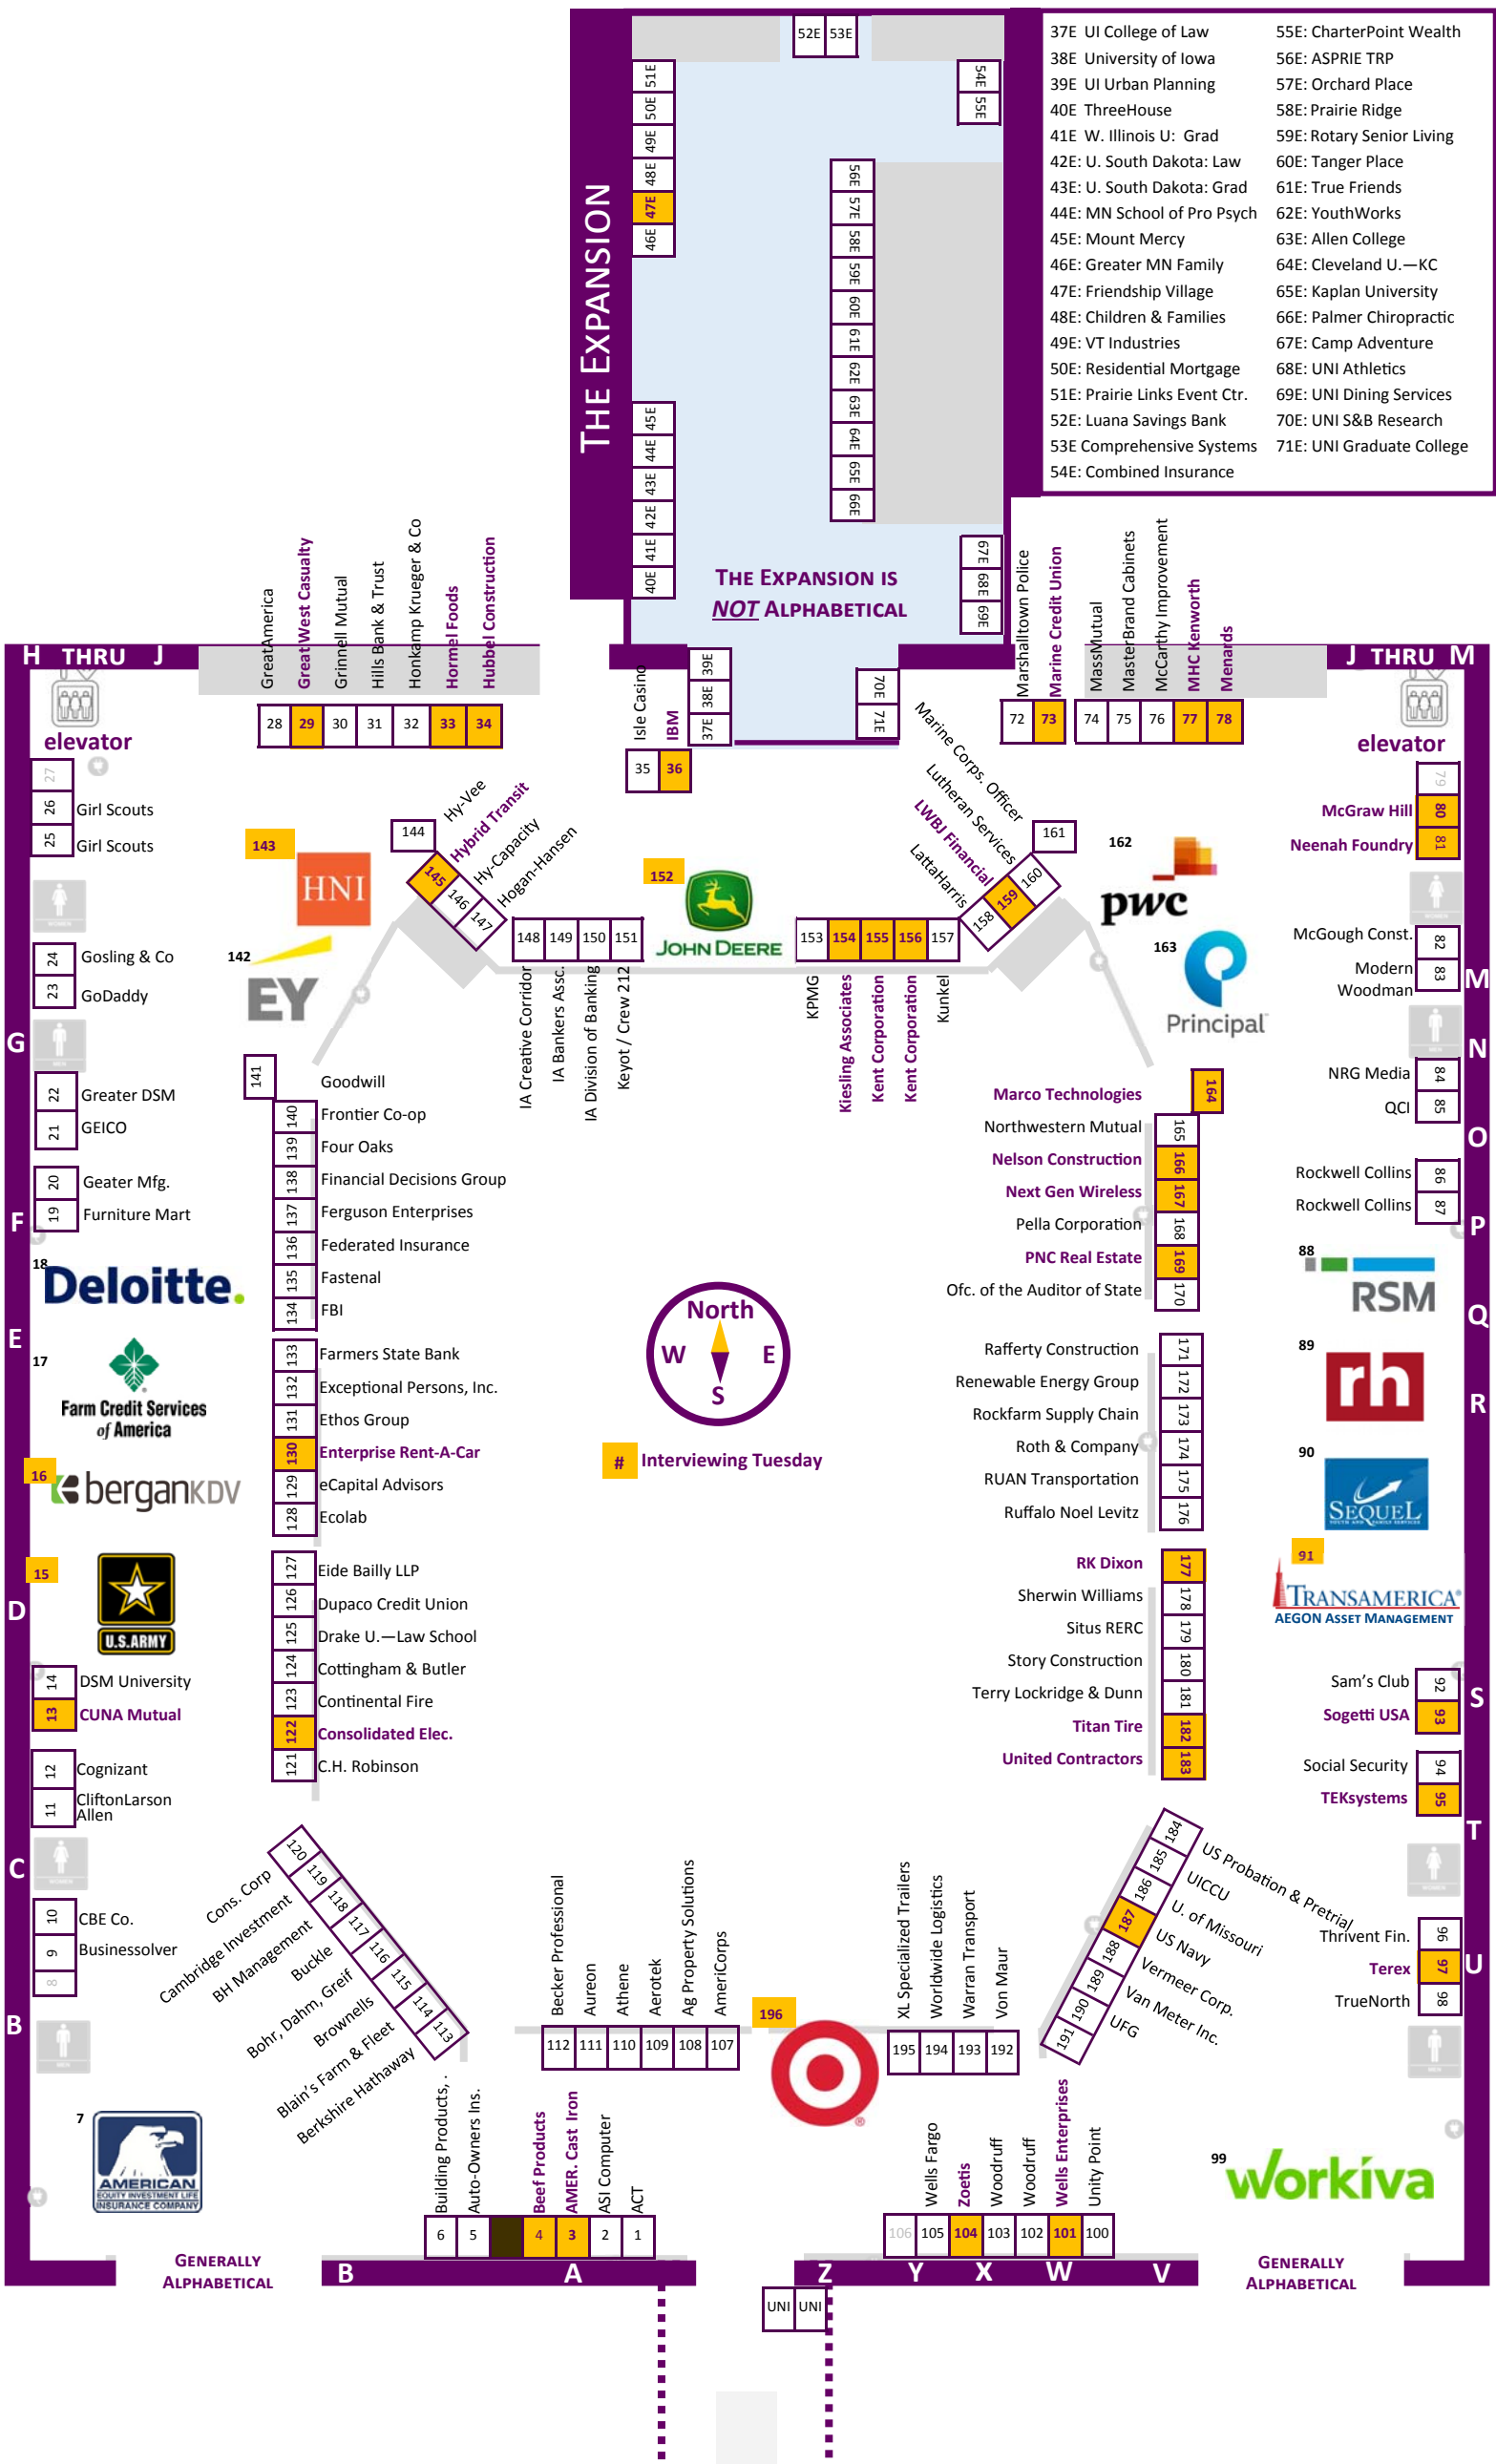 52E 53E
37E UI College of Law
38E University of Iowa
39E UI Urban Planning
40E ThreeHouse
41E W. Illinois U: Grad
42E: U. South Dakota: Law
43E: U. South Dakota: Grad
44E: MN School of Pro Psych
45E: Mount Mercy
46E: Greater MN Family
47E: Friendship Village
48E: Children & Families
49E: VT Industries
50E: Residential Mortgage
51E: Prairie Links Event Ctr.
52E: Luana Savings Bank
53E Comprehensive Systems
54E: Combined Insurance
55E: CharterPoint Wealth
56E: ASPRIE TRP
57E: Orchard Place
58E: Prairie Ridge
59E: Rotary Senior Living
60E: Tanger Place
61E: True Friends
62E: YouthWorks
63E: Allen College
64E: Cleveland U.—KC
65E: Kaplan University
66E: Palmer Chiropractic
67E: Camp Adventure
68E: UNI Athletics
69E: UNI Dining Services
70E: UNI S&B Research
71E: UNI Graduate College
THE EXPANSION
51E
50E
49E
48E
47E
46E
45E
44E
43E
42E
41E
40E
54E
55E
56E
57E
58E
59E
60E
61E
62E
63E
64E
65E
66E
67E
68E
69E
THE EXPANSION IS
NOT ALPHABETICAL
39E
38E
37E
70E
71E
H THRU J
J THRU M
GreatAmerica
Great West Casualty
Grinnell Mutual
Hills Bank & Trust
Honkamp Krueger & Co
Hormel Foods
Hubbel Construction
28 29 30 31 32 33 34
Isle Casino
IBM
35 36
Marshalltown Police
Marine Credit Union
MassMutual
MasterBrand Cabinets
McCarthy Improvement
MHC Kenworth
Menards
72 73 74 75 76 77 78
elevator
elevator
27
26 Girl Scouts
25 Girl Scouts
WOMEN
24 Gosling & Co
23 GoDaddy
MEN
22 Greater DSM
21 GEICO
20 Geater Mfg.
19 Furniture Mart
18
Deloitte.
17
Farm Credit Services
of America
16
berganKDV
15
U.S.ARMY
14 DSM University
13 CUNA Mutual
12 Cognizant
11 CliftonLarson
Allen
WOMEN
10 CBE Co.
9 Businessolver
8
MEN
7
AMERICAN
EQUITY INVESTMENT LIFE
INSURANCE COMPANY
G
F
E
D
C
B
143
HNI
142
EY
144 Hy-Vee
145 Hybrid Transit
146 Hy-Capacity
147 Hogan-Hansen
148 149 150 151
IA Creative Corridor
IA Bankers Assc.
IA Division of Banking
Keyot / Crew 212
152
JOHN DEERE
153 154 155 156 157
KPMG
Kiesling Associates
Kent Corporation
Kent Corporation
Kunkel
158 LattaHarris
159 LWBJ Financial
160 Lutheran Services
161 Marine Corps. Officer
162
pwc
163
Principal
141 Goodwill
140 Frontier Co-op
139 Four Oaks
138 Financial Decisions Group
137 Ferguson Enterprises
136 Federated Insurance
135 Fastenal
134 FBI
133 Farmers State Bank
132 Exceptional Persons, Inc.
131 Ethos Group
130 Enterprise Rent-A-Car
129 eCapital Advisors
128 Ecolab
127 Eide Bailly LLP
126 Dupaco Credit Union
125 Drake U.—Law School
124 Cottingham & Butler
123 Continental Fire
122 Consolidated Elec.
121 C.H. Robinson
North
W E
S
# Interviewing Tuesday
Marco Technologies 164
Northwestern Mutual 165
Nelson Construction 166
Next Gen Wireless 167
Pella Corporation 168
PNC Real Estate 169
Ofc. of the Auditor of State 170
Rafferty Construction 171
Renewable Energy Group 172
Rockfarm Supply Chain 173
Roth & Company 174
RUAN Transportation 175
Ruffalo Noel Levitz 176
RK Dixon 177
Sherwin Williams 178
Situs RERC 179
Story Construction 180
Terry Lockridge & Dunn 181
Titan Tire 182
United Contractors 183
79
McGraw Hill 80
Neenah Foundry 81
WOMEN
McGough Const. 82
Modern
Woodman 83
MEN
NRG Media 84
QCI 85
Rockwell Collins 86
Rockwell Collins 87
88
RSM
89
rh
90
SEQUEL
YOUTH AND FAMILY SERVICES
91
TRANSAMERICA®
AEGON ASSET MANAGEMENT
Sam's Club 92
Sogetti USA 93
Social Security 94
TEKsystems 95
WOMEN
Thrivent Fin. 96
Terex 97
TrueNorth 98
MEN
99
workiva
M
N
O
P
Q
R
S
T
U
120 Cons. Corp
119 Cambridge Investment
118 BH Management
117 Buckle
116 Bohr, Dahm, Greif
115 Brownells
114 Blain's Farm & Fleet
113 Berkshire Hathaway
Becker Professional
Aureon
Athene
Aerotek
Ag Property Solutions
AmeriCorps
112 111 110 109 108 107
196
XL Specialized Trailers
Worldwide Logistics
Warran Transport
Von Maur
195 194 193 192
184 US Probation & Pretrial
185 UICCU
186 U. of Missouri
187 US Navy
188 Vermeer Corp.
189 Van Meter Inc.
190 UFG
191
Building Products, .
Auto-Owners Ins.
Beef Products
AMER. Cast Iron
ASI Computer
ACT
6 5 4 3 2 1
Wells Fargo
Zoetis
Woodruff
Woodruff
Wells Enterprises
Unity Point
106 105 104 103 102 101 100
GENERALLY
ALPHABETICAL
B A Z Y X W V
GENERALLY
ALPHABETICAL
UNI UNI